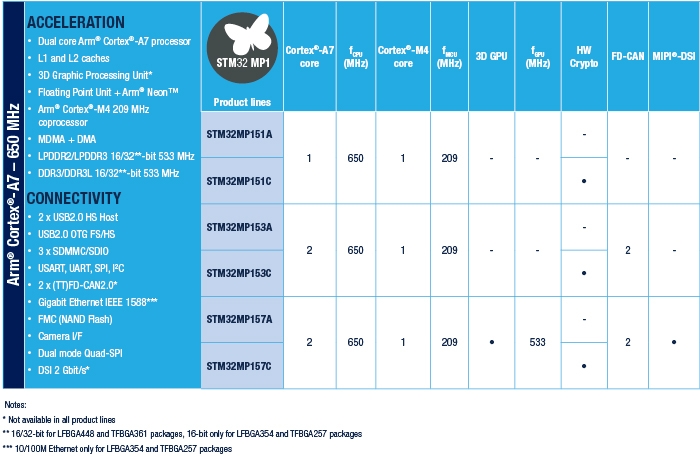 Arm® Cortex®-A7 – 650 MHz
ACCELERATION
• Dual core Arm® Cortex®-A7 processor
• L1 and L2 caches
• 3D Graphic Processing Unit*
• Floating Point Unit + Arm® Neon™
• Arm® Cortex®-M4 209 MHz
coprocessor
• MDMA + DMA
• LPDDR2/LPDDR3 16/32**-bit 533 MHz
• DDR3/DDR3L 16/32**-bit 533 MHz
CONNECTIVITY
• 2 x USB2.0 HS Host
• USB2.0 OTG FS/HS
• 3 x SDMMC/SDIO
• USART, UART, SPI, I²C
• 2 x (TT)FD-CAN2.0*
• Gigabit Ethernet IEEE 1588***
• FMC (NAND Flash)
• Camera I/F
• Dual mode Quad-SPI
• DSI 2 Gbit/s*
STM32 MP1
Product lines
Cortex®-A7
core
fCPU
(MHz)
Cortex®-M4
core
fMCU
(MHz)
3D GPU
fGPU
(MHz)
HW
Crypto
FD-CAN
MIPI®-DSI
STM32MP151A
STM32MP151C
1 650 1 209 - - - -
-
•
STM32MP153A
STM32MP153C
2 650 1 209 - - 2 -
-
•
STM32MP157A
STM32MP157C
2 650 1 209 • 533 2 •
-
•
Notes:
* Not available in all product lines
** 16/32-bit for LFBGA448 and TFBGA361 packages, 16-bit only for LFBGA354 and TFBGA257 packages
*** 10/100M Ethernet only for LFBGA354 and TFBGA257 packages